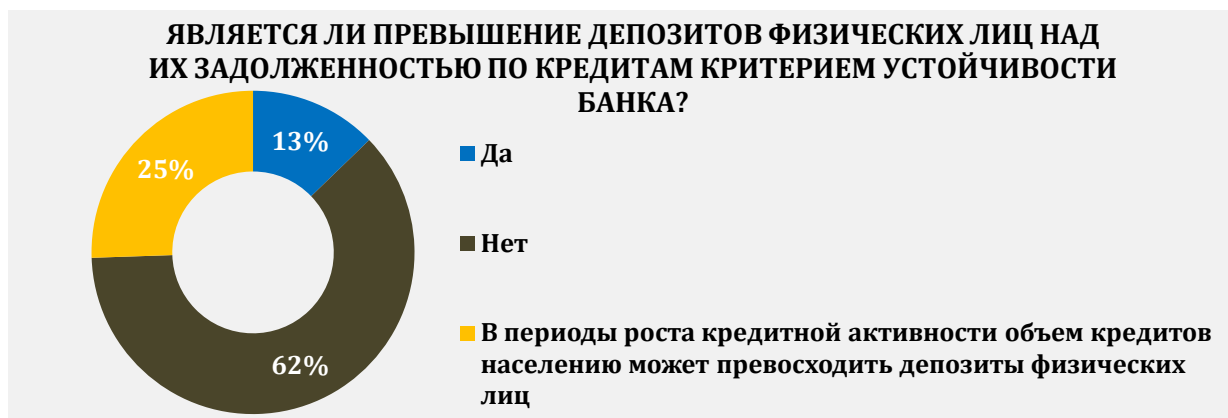 ЯВЛЯЕТСЯ ЛИ ПРЕВЫШЕНИЕ ДЕПОЗИТОВ ФИЗИЧЕСКИХ ЛИЦ НАД
ИХ ЗАДОЛЖЕННОСТЬЮ ПО КРЕДИТАМ КРИТЕРИЕМ УСТОЙЧИВОСТИ
БАНКА?
13%
25%
62%
Да
Нет
В периоды роста кредитной активности объем кредитов
населению может превосходить депозиты физических
лиц